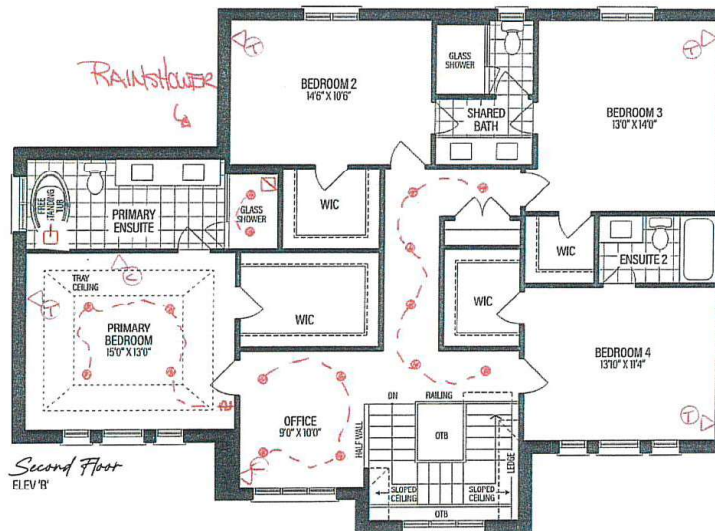 RAINSHOWER
BEDROOM 2
14'6" X 10'6"
GLASS
SHOWER
SHARED
BATH
BEDROOM 3
13'0" X 14'0"
T
T
FREE
STANDING
TUB
PRIMARY
ENSUITE
GLASS
SHOWER
WIC
WIC
ENSUITE 2
C
T
TRAY
CEILING
PRIMARY
BEDROOM
15'0" X 13'0"
WIC
WIC
BEDROOM 4
13'10" X 11'4"
T
OFFICE
9'0" X 10'0"
HALF WALL
DN
RAILING
OTB
LEDGE
SLOPED
CEILING
SLOPED
CEILING
OTB
Second Floor
ELEV 'B'